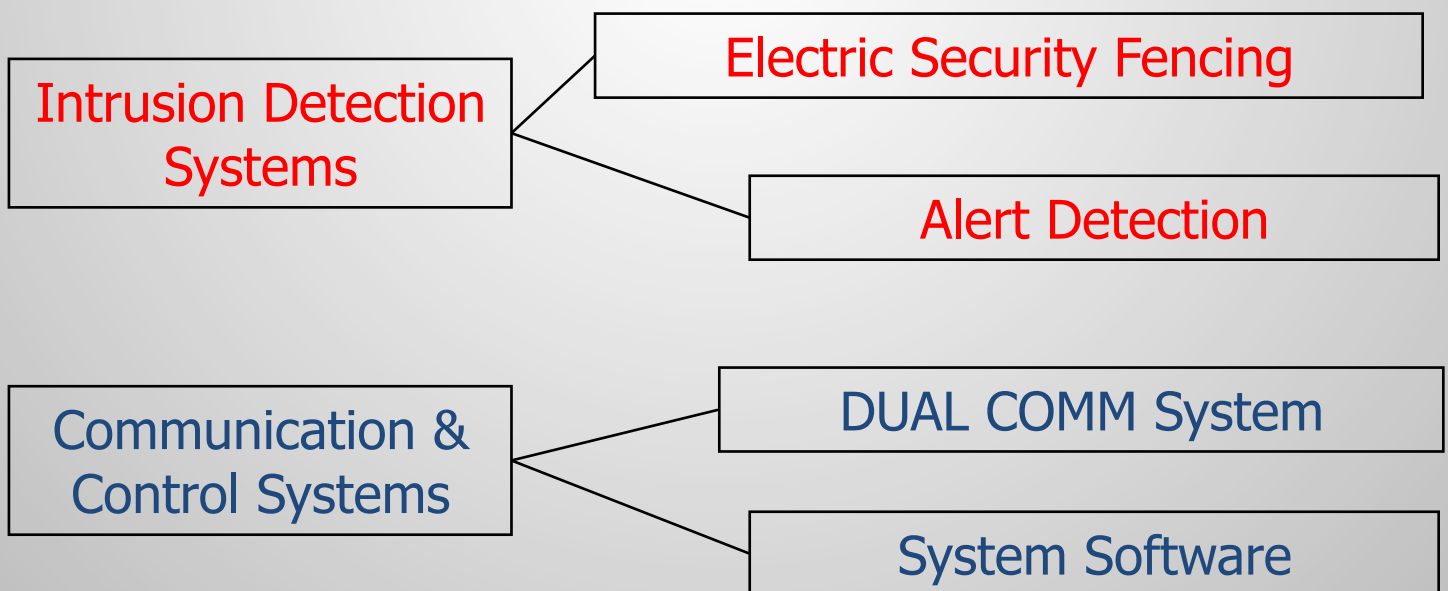 Electric Security Fencing
Intrusion Detection
Systems
Alert Detection
DUAL COMM System
Communication &
Control Systems
System Software